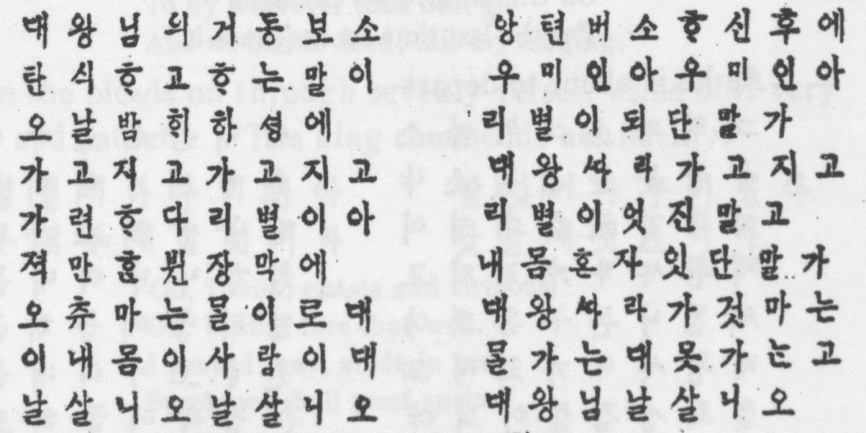 대왕님의거동보소
탄식ᄒᆞ고ᄒᆞ는말이
오날밤히하셩에
가고지고가고지고
가련ᄒᆞ다리별이아
젹만ᄒᆞᆫ뷘장막에
오추마는물이로대
이내몸이사람이대
날살니오날살니오
앙텬버소ᄒᆞ신후에
우미인아우미인아
리별이되단말가
대왕ᄯᅡ라가고지고
리별이엇진말고
내몸혼자잇단말가
대왕ᄯᅡ라가것마는
물가는대못가는고
대왕님날살니오